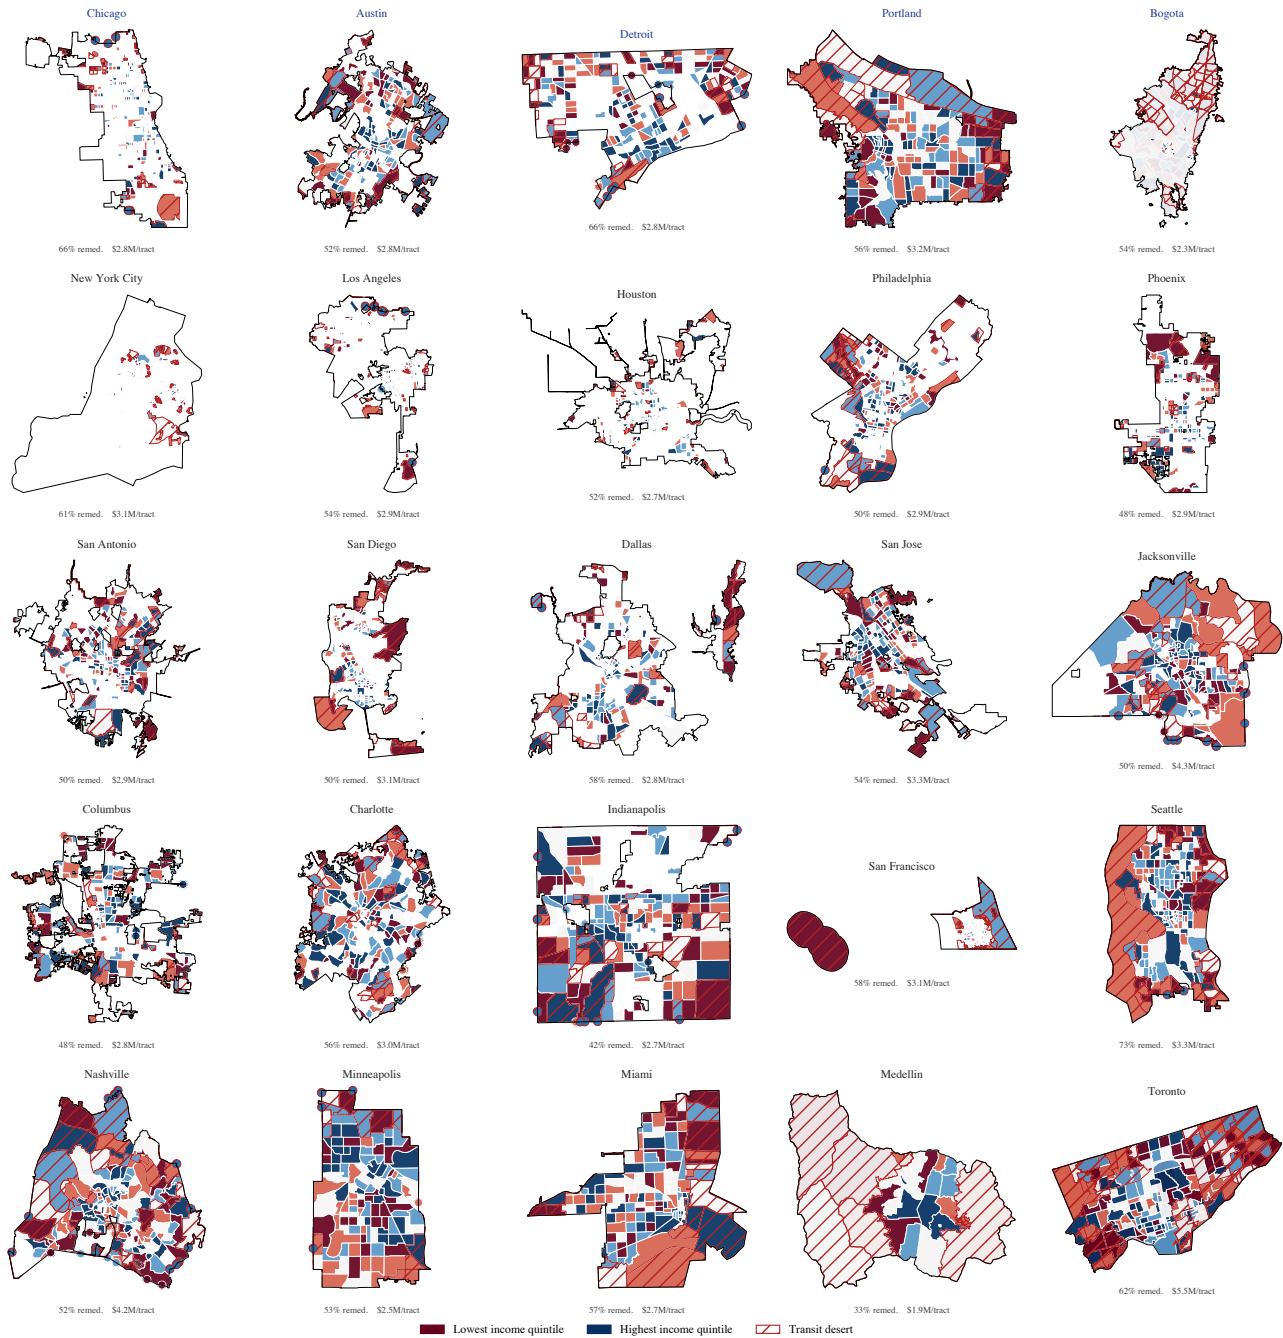 Chicago
Austin
Detroit
Portland
Bogota
66% remed. $2.8M/tract
52% remed. $2.8M/tract
66% remed. $2.8M/tract
56% remed. $3.2M/tract
54% remed. $2.3M/tract
New York City
Los Angeles
Houston
Philadelphia
Phoenix
61% remed. $3.1M/tract
54% remed. $2.9M/tract
52% remed. $2.7M/tract
50% remed. $2.9M/tract
48% remed. $2.9M/tract
San Antonio
San Diego
Dallas
San Jose
Jacksonville
50% remed. $2.9M/tract
50% remed. $3.1M/tract
58% remed. $2.8M/tract
54% remed. $3.3M/tract
50% remed. $4.3M/tract
Columbus
Charlotte
Indianapolis
San Francisco
Seattle
48% remed. $2.8M/tract
56% remed. $3.0M/tract
42% remed. $2.7M/tract
58% remed. $3.1M/tract
73% remed. $3.3M/tract
Nashville
Minneapolis
Miami
Medellin
Toronto
52% remed. $4.2M/tract
53% remed. $2.5M/tract
57% remed. $2.7M/tract
33% remed. $1.9M/tract
62% remed. $5.5M/tract
Lowest income quintile
Highest income quintile
Transit desert